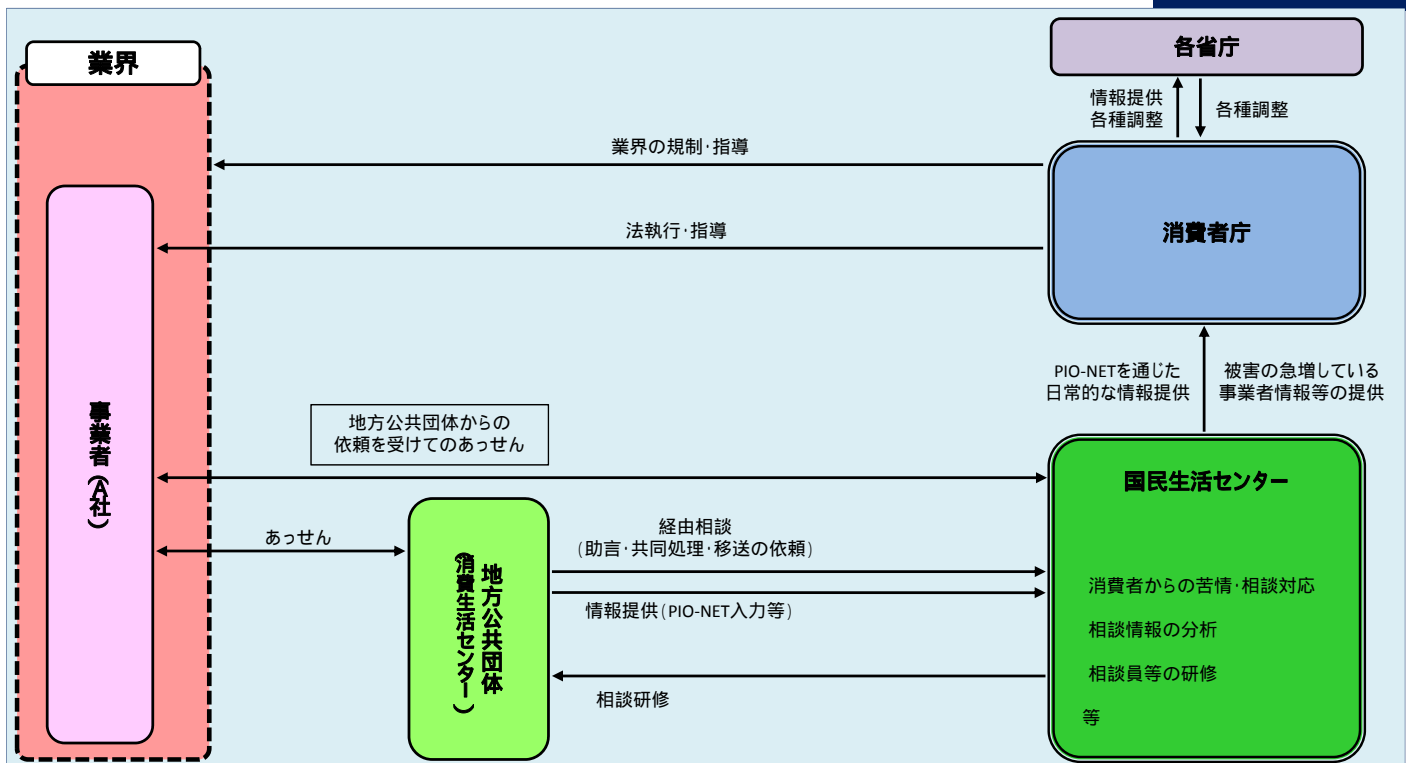 業界
各省庁
情報提供
各種調整
各種調整
業界の規制・指導
消費者庁
法執行・指導
PIO-NETを通じた
日常的な情報提供
被害の急増している
事業者情報等の提供
事業者(A社)
地方公共団体からの
依頼を受けてのあっせん
国民生活センター
あっせん
経由相談
(助言・共同処理・移送の依頼)
地方公共団体
(消費生活センター)
情報提供(PIO-NET入力等)
消費者からの苦情・相談対応
相談情報の分析
相談員等の研修
等
相談研修